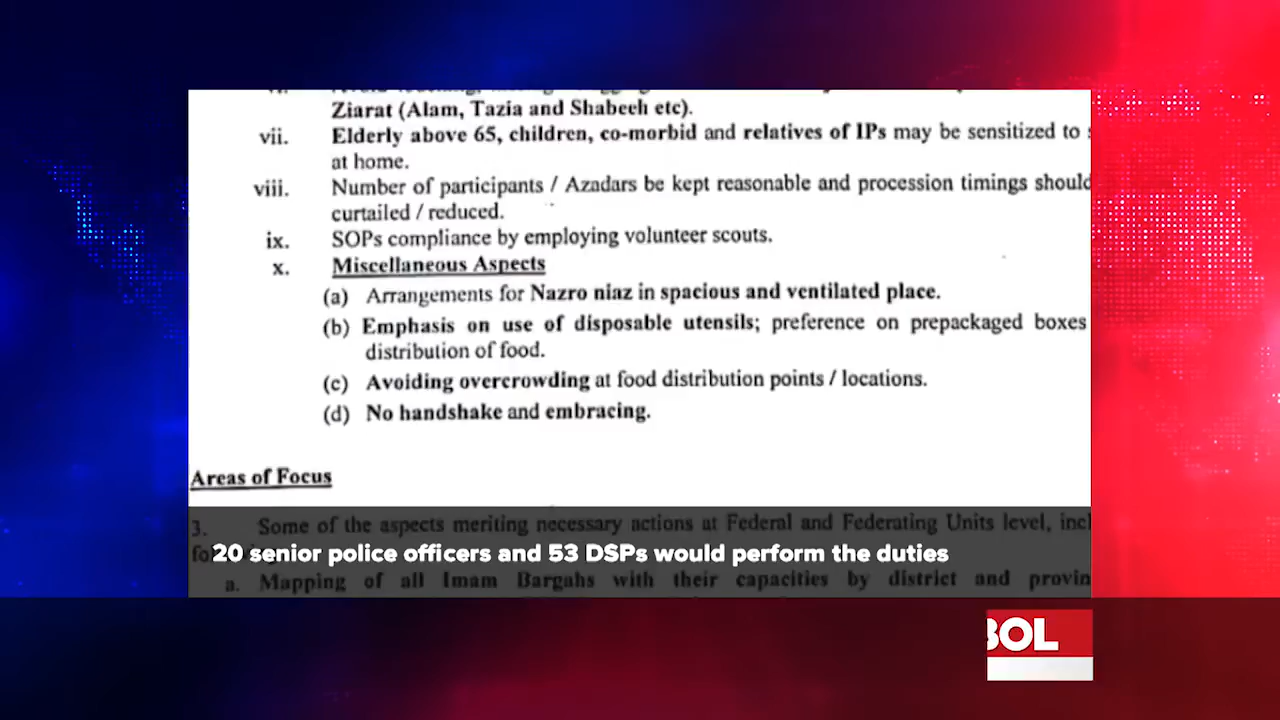 Ziarat (Alam, Tazia and Shabeeh etc).
vii. Elderly above 65, children, co-morbid and relatives of IPs may be sensitized to
at home.
viii. Number of participants / Azadars be kept reasonable and procession timings should
curtailed / reduced.
ix. SOPs compliance by employing volunteer scouts.
x. Miscellaneous Aspects
(a) Arrangements for Nazro niaz in spacious and ventilated place.
(b) Emphasis on use of disposable utensils; preference on prepackaged boxes
distribution of food.
(c) Avoiding overcrowding at food distribution points / locations.
(d) No handshake and embracing.
Areas of Focus
3. Some of the aspects meriting necessary actions at Federal and Federating Units level,
20 senior police officers and 53 DSPs would perform the duties
a. Mapping of all Imam Bargahs with their capacities by district and
BOL